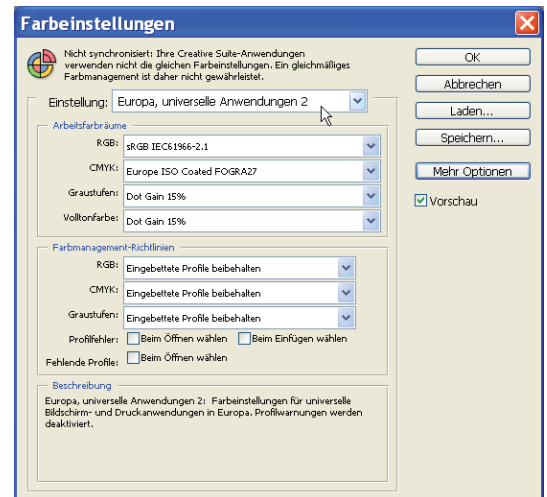 Farbeinstellungen
Nicht synchronisiert: Ihre Creative Suite-Anwendungen
verwenden nicht die gleichen Farbeinstellungen. Ein gleichmäßiges
Farbmanagement ist daher nicht gewährleistet.
Einstellung: Europa, universelle Anwendungen 2
Arbeitsfarbräume
RGB: sRGB IEC61966-2.1
CMYK: Europe ISO Coated FOGRA27
Graustufen: Dot Gain 15%
Volltonfarbe: Dot Gain 15%
Farbmanagement-Richtlinien
RGB: Eingebettete Profile beibehalten
CMYK: Eingebettete Profile beibehalten
Graustufen: Eingebettete Profile beibehalten
Profilfehler: Beim Öffnen wählen Beim Einfügen wählen
Fehlende Profile: Beim Öffnen wählen
Beschreibung
Europa, universelle Anwendungen 2: Farbeinstellungen für universelle
Bildschirm- und Druckanwendungen in Europa. Profilwarnungen werden
deaktiviert.
OK
Abbrechen
Laden...
Speichern...
Mehr Optionen
Vorschau